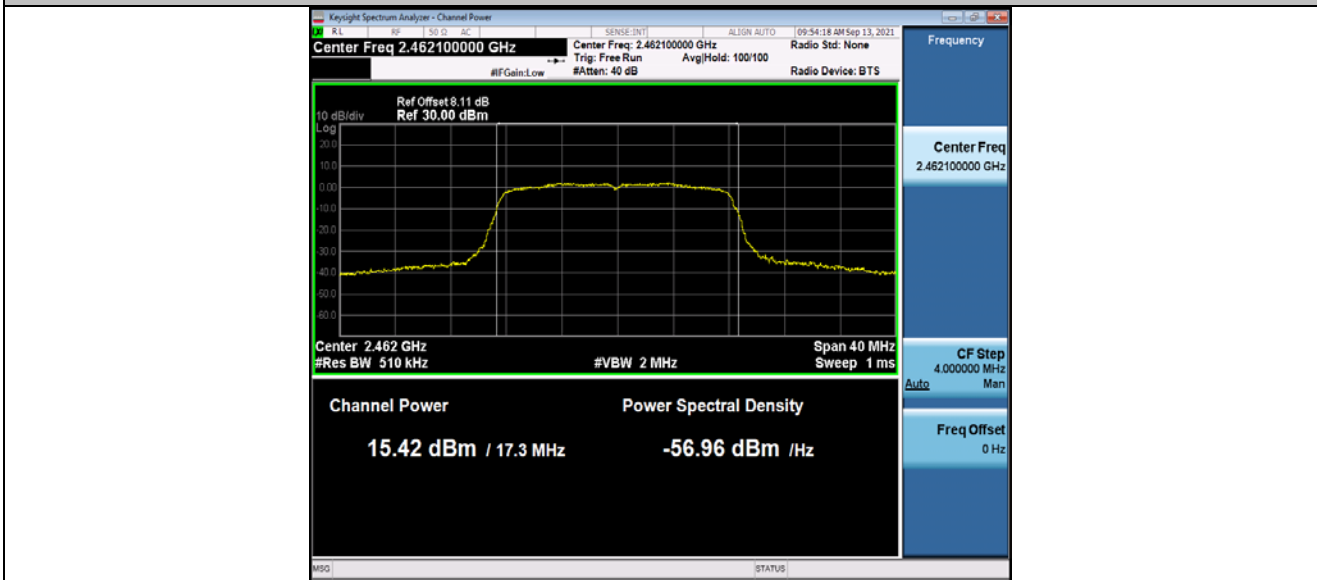 Keysight Spectrum Analyzer - Channel Power
RL RF 50 Ω AC SENSE:INT ALIGN AUTO 09:54:18 AM Sep 13, 2021
Center Freq 2.462100000 GHz
Center Freq: 2.462100000 GHz Radio Std: None
Trig: Free Run Avg|Hold: 100/100
#IFGain:Low #Atten: 40 dB Radio Device: BTS
Frequency
Ref Offset 8.11 dB
10 dB/div Ref 30.00 dBm
Log
20.0
10.0
0.00
-10.0
-20.0
-30.0
-40.0
-50.0
-60.0
Center 2.462 GHz Span 40 MHz
#Res BW 510 kHz #VBW 2 MHz Sweep 1 ms
Channel Power Power Spectral Density
15.42 dBm / 17.3 MHz -56.96 dBm /Hz
Center Freq
2.462100000 GHz
CF Step
4.000000 MHz
Auto Man
Freq Offset
0 Hz
MSG STATUS